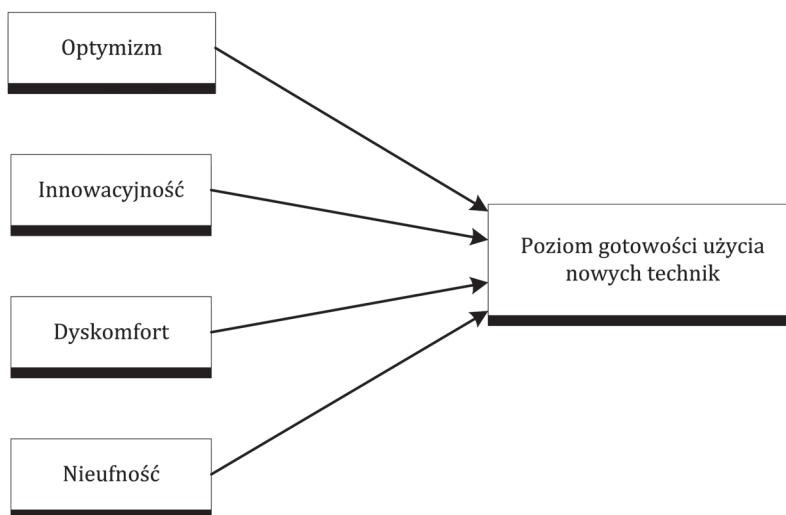 Optymizm
Innowacyjność
Dyskomfort
Nieufność
Poziom gotowości użycia
nowych technik